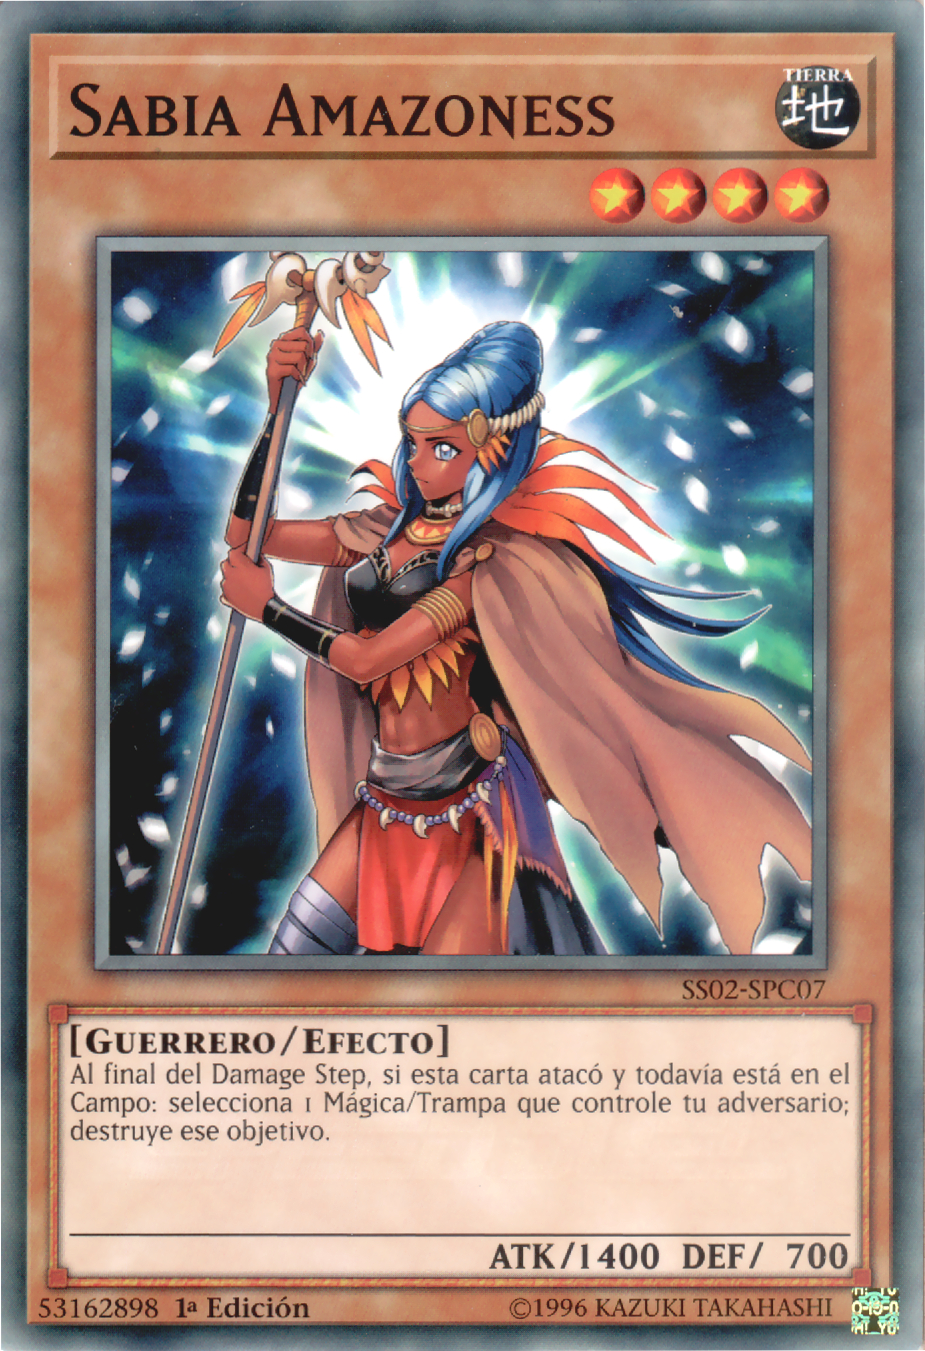 SABIA AMAZONESS
TIERRA
地
SS02-SPC07
[GUERRERO/EFECTO]
Al final del Damage Step, si esta carta atacó y todavía está en el
Campo: selecciona 1 Mágica/Trampa que controle tu adversario;
destruye ese objetivo.
ATK/1400 DEF/ 700
53162898 1ª Edición ©1996 KAZUKI TAKAHASHI